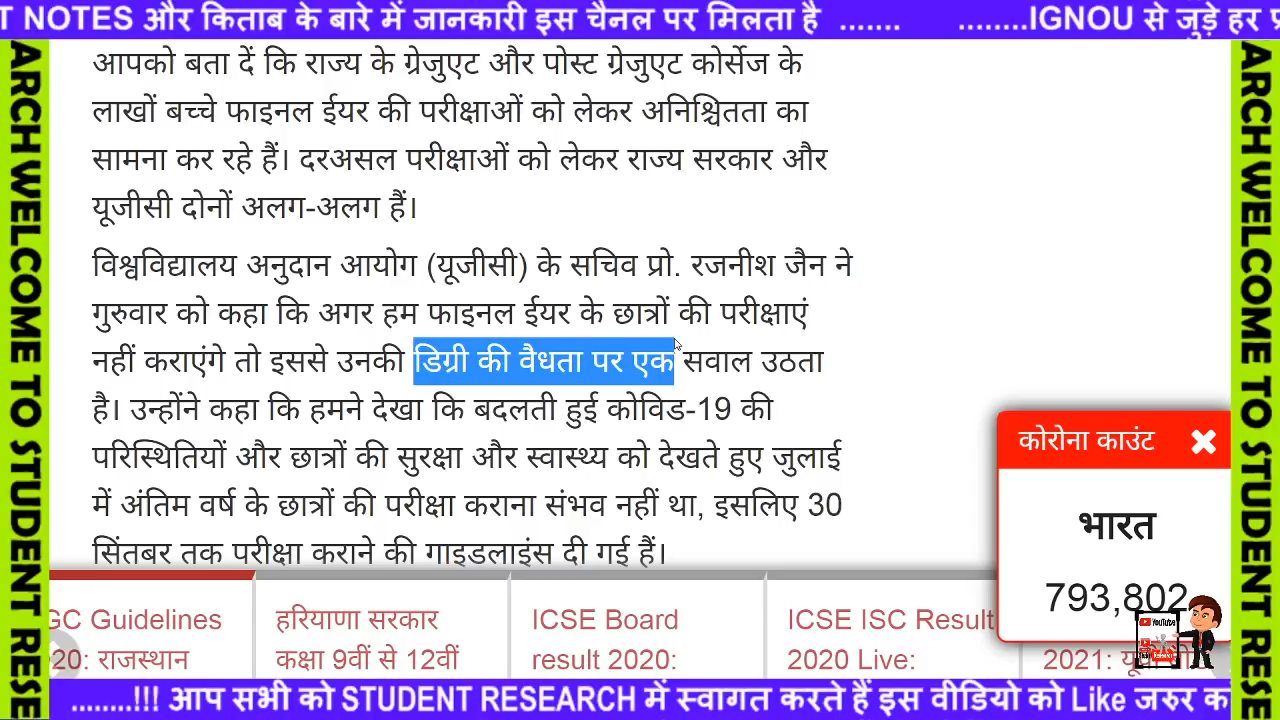 T NOTES और किताब के बारे में जानकारी इस चैनल पर मिलता है ....... ........IGNOU से जुड़े हर
ARCH WELCOME TO STUDENT RESE
ARCH WELCOME TO STUDENT RESE
आपको बता दें कि राज्य के ग्रेजुएट और पोस्ट ग्रेजुएट कोर्सेज के
लाखों बच्चे फाइनल ईयर की परीक्षाओं को लेकर अनिश्चितता का
सामना कर रहे हैं। दरअसल परीक्षाओं को लेकर राज्य सरकार और
यूजीसी दोनों अलग-अलग हैं।
विश्वविद्यालय अनुदान आयोग (यूजीसी) के सचिव प्रो. रजनीश जैन ने
गुरुवार को कहा कि अगर हम फाइनल ईयर के छात्रों की परीक्षाएं
नहीं कराएंगे तो इससे उनकी डिग्री की वैधता पर एक सवाल उठता
है। उन्होंने कहा कि हमने देखा कि बदलती हुई कोविड-19 की
परिस्थितियों और छात्रों की सुरक्षा और स्वास्थ्य को देखते हुए जुलाई
में अंतिम वर्ष के छात्रों की परीक्षा कराना संभव नहीं था, इसलिए 30
सिंतबर तक परीक्षा कराने की गाइडलाइंस दी गई हैं।
कोरोना काउंट
भारत
793,802
GC Guidelines
20: राजस्थान
हरियाणा सरकार
कक्षा 9वीं से 12वीं
ICSE Board
result 2020:
ICSE ISC Result
2020 Live:
2021:
YouTube
........!!! आप सभी को STUDENT RESEARCH में स्वागत करते हैं इस वीडियो को Like जरुर क